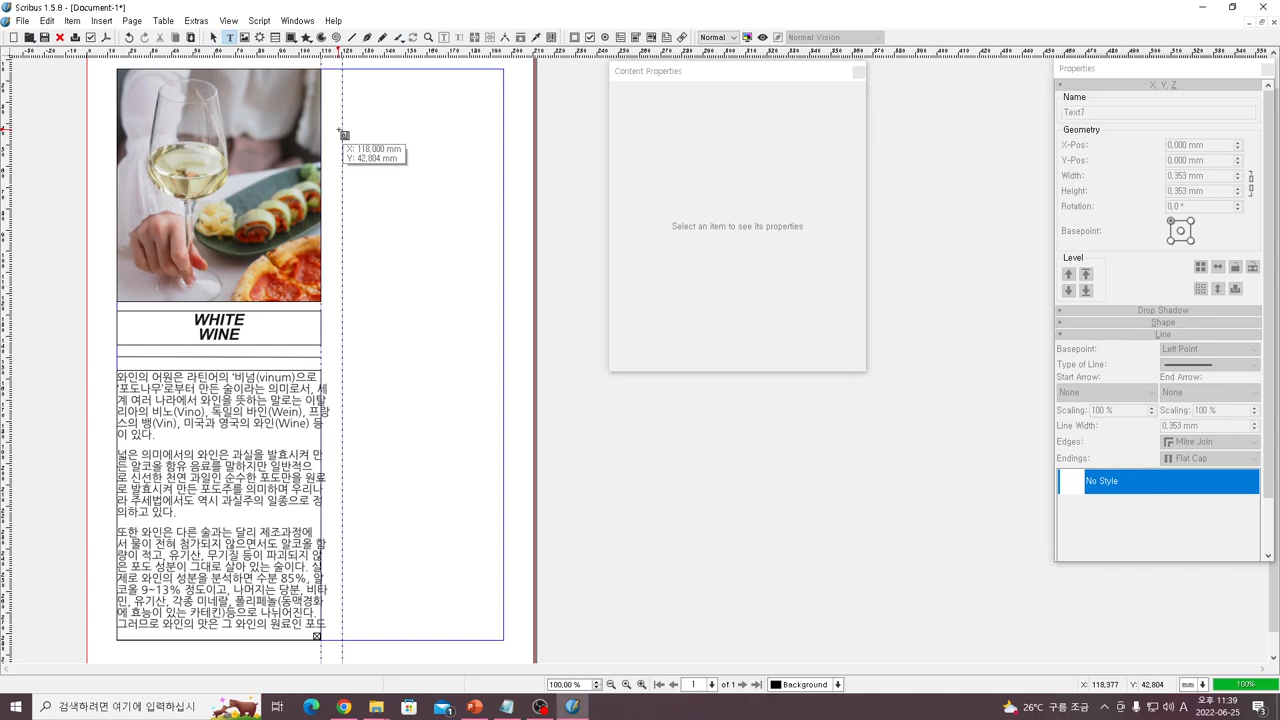 Scribus 1.5.8 - [Document-1*]
File Edit Item Insert Page Table Extras View Script Windows Help
Normal
Normal Vision
X: 118,000 mm
Y: 42,804 mm
WHITE
WINE
와인의 어원은 라틴어의 '비넘(vinum)으로
'포도나무'로부터 만든 술이라는 의미로서, 세
계 여러 나라에서 와인을 뜻하는 말로는 이탈
리아의 비노(Vino), 독일의 바인(Wein), 프랑
스의 뱅(Vin), 미국과 영국의 와인(Wine) 등
이 있다.
넓은 의미에서의 와인은 과실을 발효시켜 만
든 알코올 함유 음료를 말하지만 일반적으
로 신선한 천연 과일인 순수한 포도만을 원료
로 발효시켜 만든 포도주를 의미하며 우리나
라 주세법에서도 역시 과실주의 일종으로 정
의하고 있다.
또한 와인은 다른 술과는 달리 제조과정에
서 물이 전혀 첨가되지 않으면서도 알코올 함
량이 적고, 유기산, 무기질 등이 파괴되지 않
은 포도 성분이 그대로 살아 있는 술이다. 실
제로 와인의 성분을 분석하면 수분 85%, 알
코올 9~13% 정도이고, 나머지는 당분, 비타
민, 유기산, 각종 미네랄, 폴리페놀(동맥경화
에 효능이 있는 카테킨)등으로 나뉘어진다.
그러므로 와인의 맛은 그 와인의 원료인 포도
Content Properties
Select an item to see its properties
Properties
X, Y, Z
Name
Text7
Geometry
X-Pos: 0,000 mm
Y-Pos: 0,000 mm
Width: 0,353 mm
Height: 0,353 mm
Rotation: 0,0 °
Basepoint:
Level
Drop Shadow
Shape
Line
Basepoint: Left Point
Type of Line:
Start Arrow: End Arrow:
None None
Scaling: 100 % Scaling: 100 %
Line Width: 0,353 mm
Edges: Mitre Join
Endings: Flat Cap
No Style
100,00 % 1 of 1 Background X: 118,377 Y: 42,804 mm 100%
검색하려면 여기에 입력하십시
26°C 흐림 조금 A 오전 11:39
2022-06-25